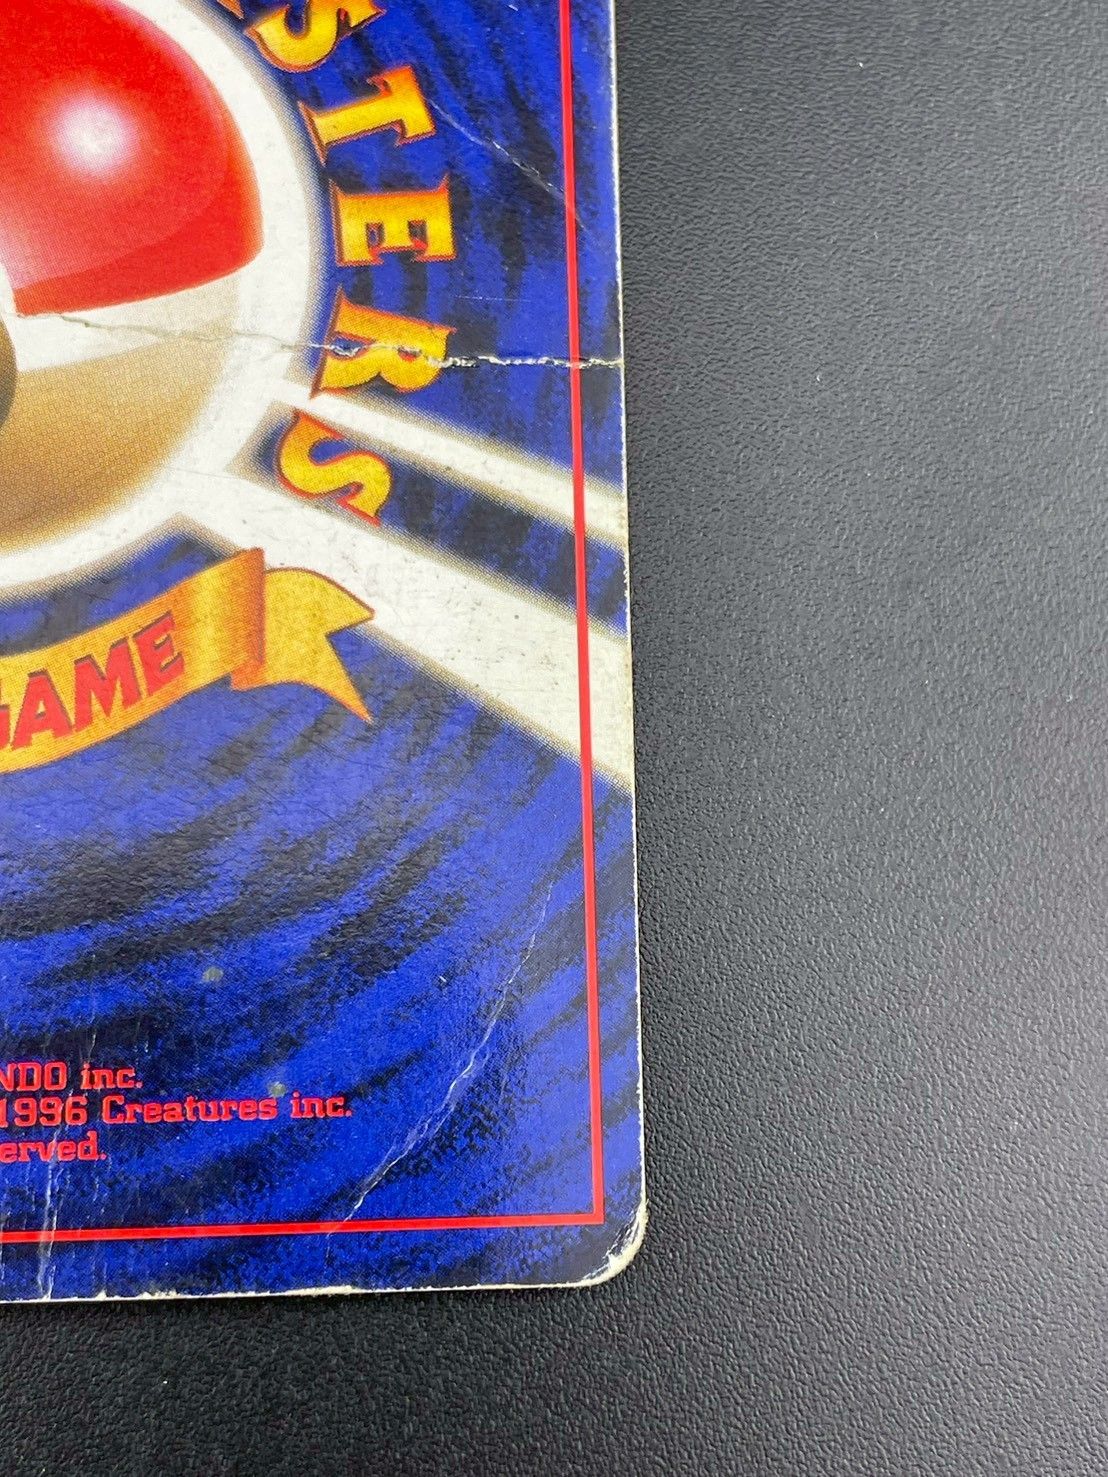 STERS
GAME
NDO inc.
1996 Creatures inc.
erved.